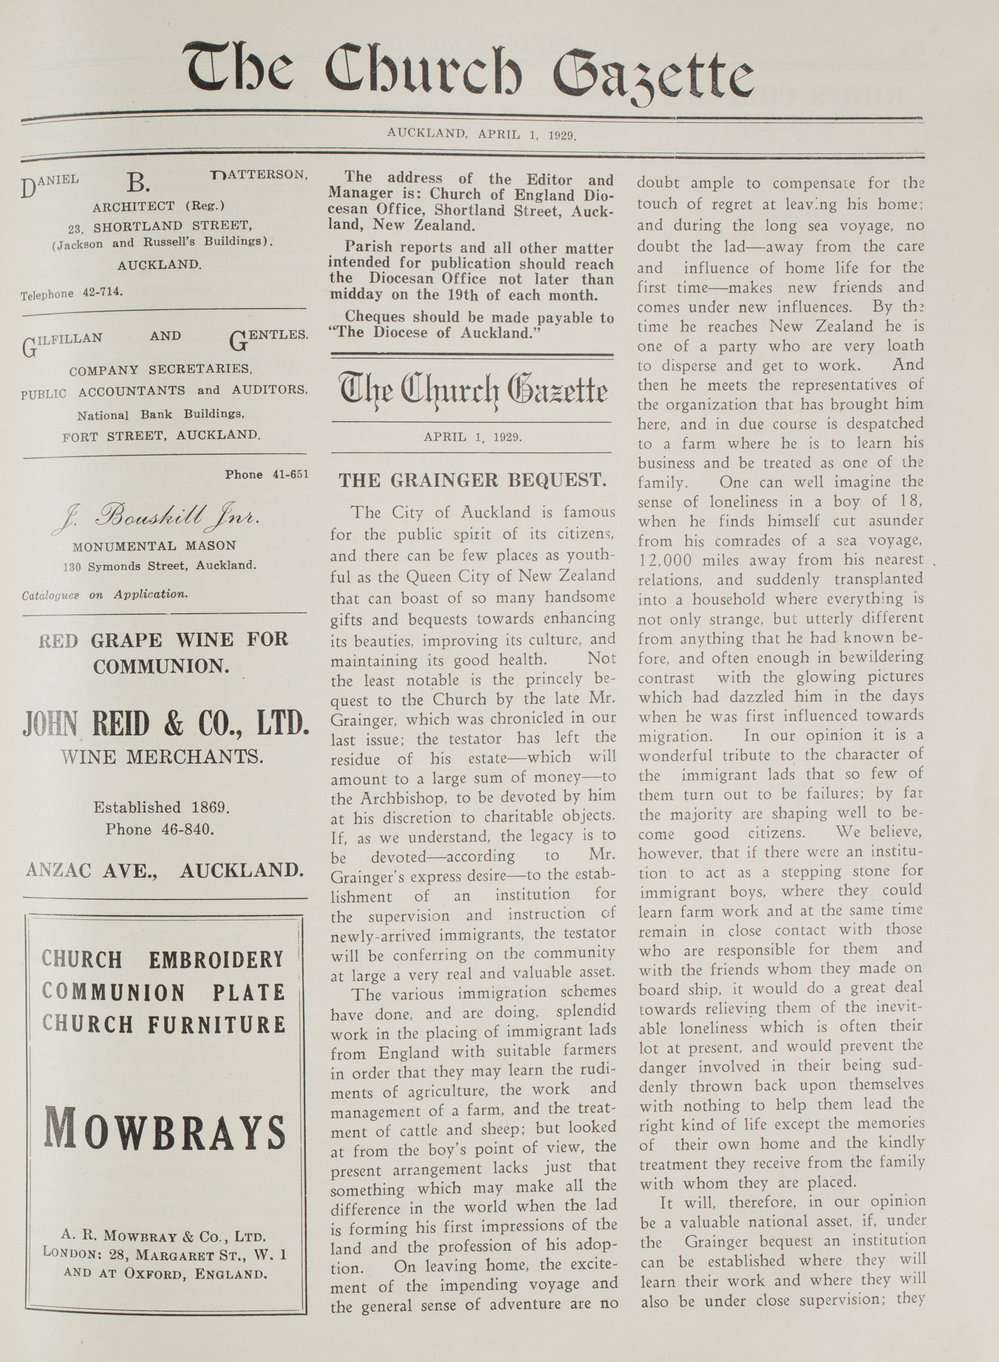 The Church Gazette
AUCKLAND, APRIL 1, 1929.
DANIEL B. PATTERSON,
ARCHITECT (Reg.)
23, SHORTLAND STREET,
(Jackson and Russell's Buildings).
AUCKLAND.
Telephone 42-714.
GILFILLAN AND GENTLES.
COMPANY SECRETARIES,
PUBLIC ACCOUNTANTS and AUDITORS,
National Bank Buildings,
FORT STREET, AUCKLAND.
Phone 41-651
J. Bouskill Jnr.
MONUMENTAL MASON
130 Symonds Street, Auckland.
Catalogues on Application.
RED GRAPE WINE FOR
COMMUNION.
JOHN REID & CO., LTD.
WINE MERCHANTS.
Established 1869.
Phone 46-840.
ANZAC AVE., AUCKLAND.
CHURCH EMBROIDERY
COMMUNION PLATE
CHURCH FURNITURE
MOWBRAYS
A. R. MOWBRAY & CO., LTD.
LONDON: 28, MARGARET ST., W. 1
AND AT OXFORD, ENGLAND.
The address of the Editor and
Manager is: Church of England Dio-
cesan Office, Shortland Street, Auck-
land, New Zealand.
Parish reports and all other matter
intended for publication should reach
the Diocesan Office not later than
midday on the 19th of each month.
Cheques should be made payable to
"The Diocese of Auckland."
The Church Gazette
APRIL 1, 1929.
THE GRAINGER BEQUEST.
The City of Auckland is famous
for the public spirit of its citizens,
and there can be few places as youth-
ful as the Queen City of New Zealand
that can boast of so many handsome
gifts and bequests towards enhancing
its beauties, improving its culture, and
maintaining its good health. Not
the least notable is the princely be-
quest to the Church by the late Mr.
Grainger, which was chronicled in our
last issue; the testator has left the
residue of his estate—which will
amount to a large sum of money—to
the Archbishop, to be devoted by him
at his discretion to charitable objects.
If, as we understand, the legacy is to
be devoted—according to Mr.
Grainger's express desire—to the estab-
lishment of an institution for
the supervision and instruction of
newly-arrived immigrants, the testator
will be conferring on the community
at large a very real and valuable asset.
The various immigration schemes
have done, and are doing, splendid
work in the placing of immigrant lads
from England with suitable farmers
in order that they may learn the rudi-
ments of agriculture, the work and
management of a farm, and the treat-
ment of cattle and sheep; but looked
at from the boy's point of view, the
present arrangement lacks just that
something which may make all the
difference in the world when the lad
is forming his first impressions of the
land and the profession of his adop-
tion. On leaving home, the excite-
ment of the impending voyage and
the general sense of adventure are no
doubt ample to compensate for the
touch of regret at leaving his home;
and during the long sea voyage, no
doubt the lad—away from the care
and influence of home life for the
first time—makes new friends and
comes under new influences. By the
time he reaches New Zealand he is
one of a party who are very loath
to disperse and get to work. And
then he meets the representatives of
the organization that has brought him
here, and in due course is despatched
to a farm where he is to learn his
business and be treated as one of the
family. One can well imagine the
sense of loneliness in a boy of 18,
when he finds himself cut asunder
from his comrades of a sea voyage,
12,000 miles away from his nearest
relations, and suddenly transplanted
into a household where everything is
not only strange, but utterly different
from anything that he had known be-
fore, and often enough in bewildering
contrast with the glowing pictures
which had dazzled him in the days
when he was first influenced towards
migration. In our opinion it is a
wonderful tribute to the character of
the immigrant lads that so few of
them turn out to be failures; by far
the majority are shaping well to be-
come good citizens. We believe,
however, that if there were an institu-
tion to act as a stepping stone for
immigrant boys, where they could
learn farm work and at the same time
remain in close contact with those
who are responsible for them and
with the friends whom they made on
board ship, it would do a great deal
towards relieving them of the inevit-
able loneliness which is often their
lot at present, and would prevent the
danger involved in their being sud-
denly thrown back upon themselves
with nothing to help them lead the
right kind of life except the memories
of their own home and the kindly
treatment they receive from the family
with whom they are placed.
It will, therefore, in our opinion
be a valuable national asset, if, under
the Grainger bequest an institution
can be established where they will
learn their work and where they will
also be under close supervision; they